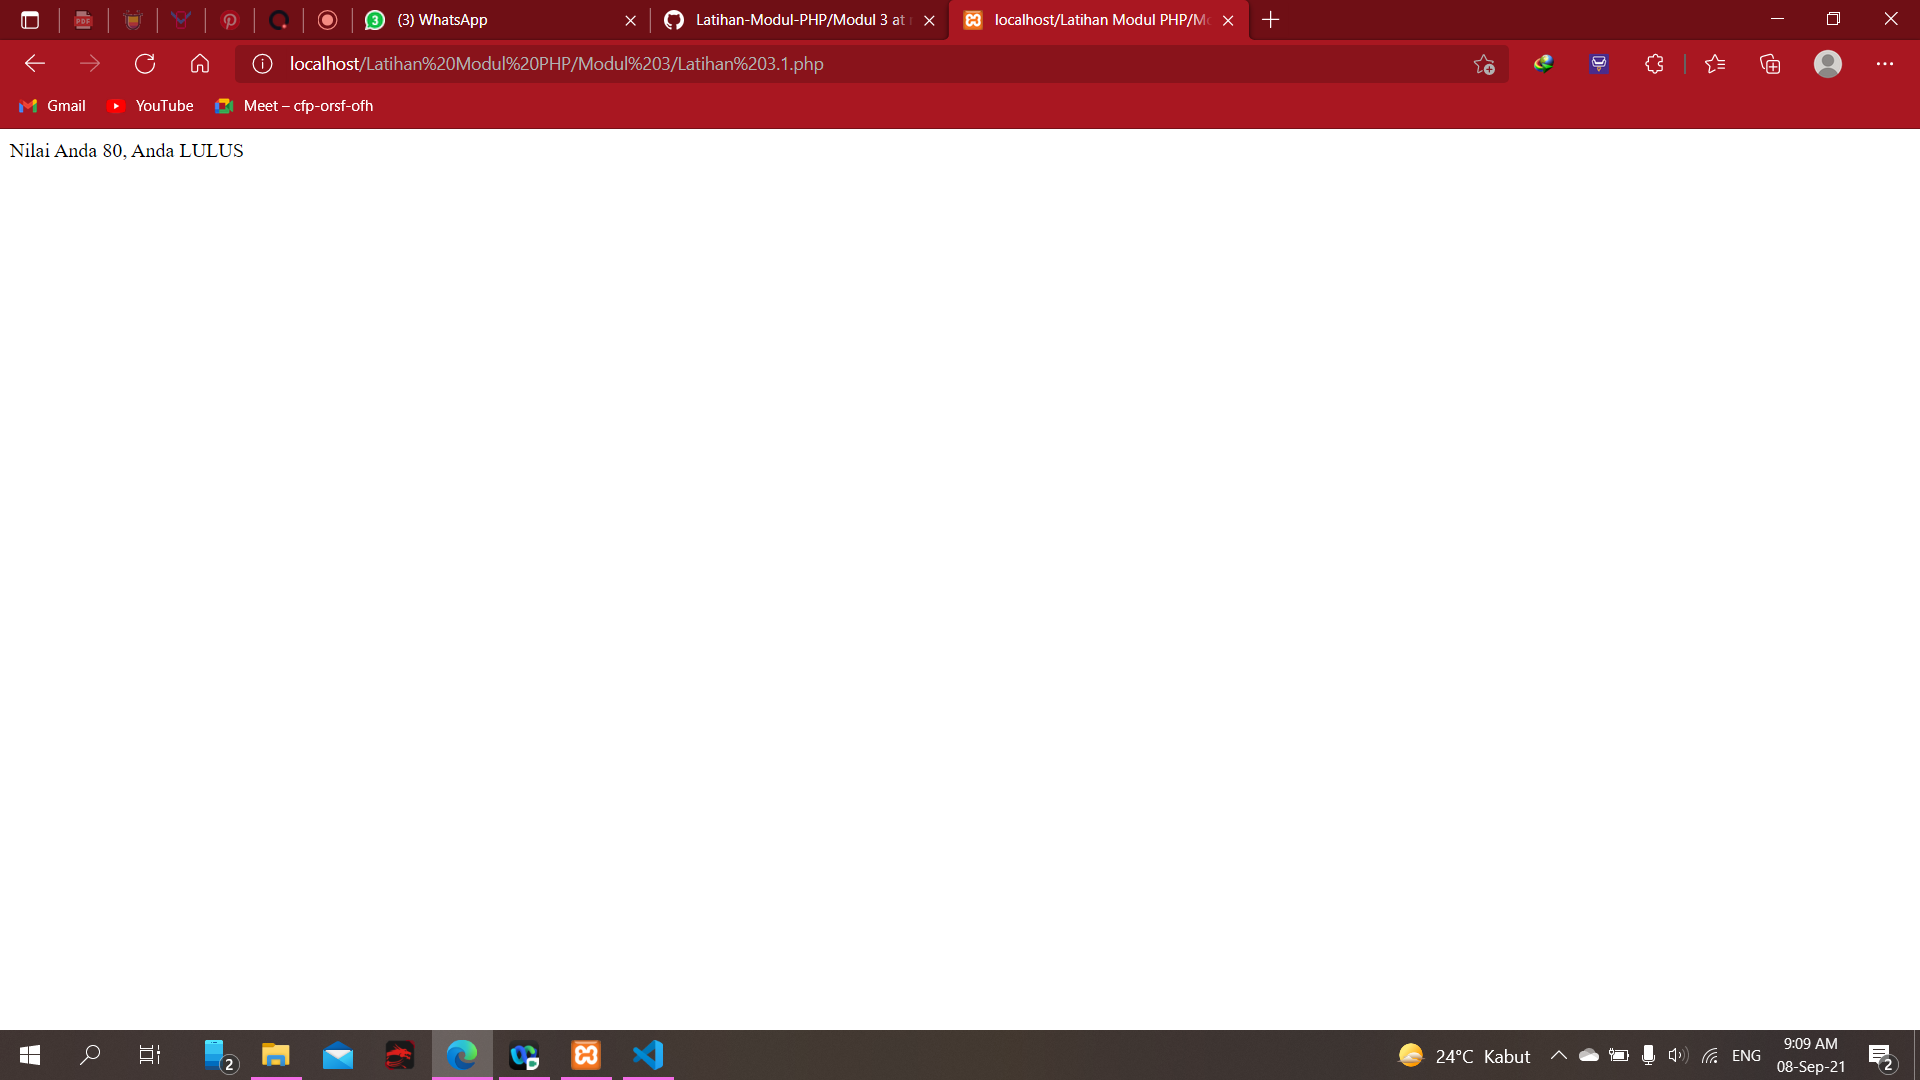 (3) WhatsApp
Latihan-Modul-PHP/Modul 3 at
localhost/Latihan Modul PHP/Mo
localhost/Latihan%20Modul%20PHP/Modul%203/Latihan%203.1.php
Gmail
YouTube
Meet – cfp-orsf-ofh
Nilai Anda 80, Anda LULUS
2
24°C Kabut
ENG
9:09 AM
08-Sep-21
2